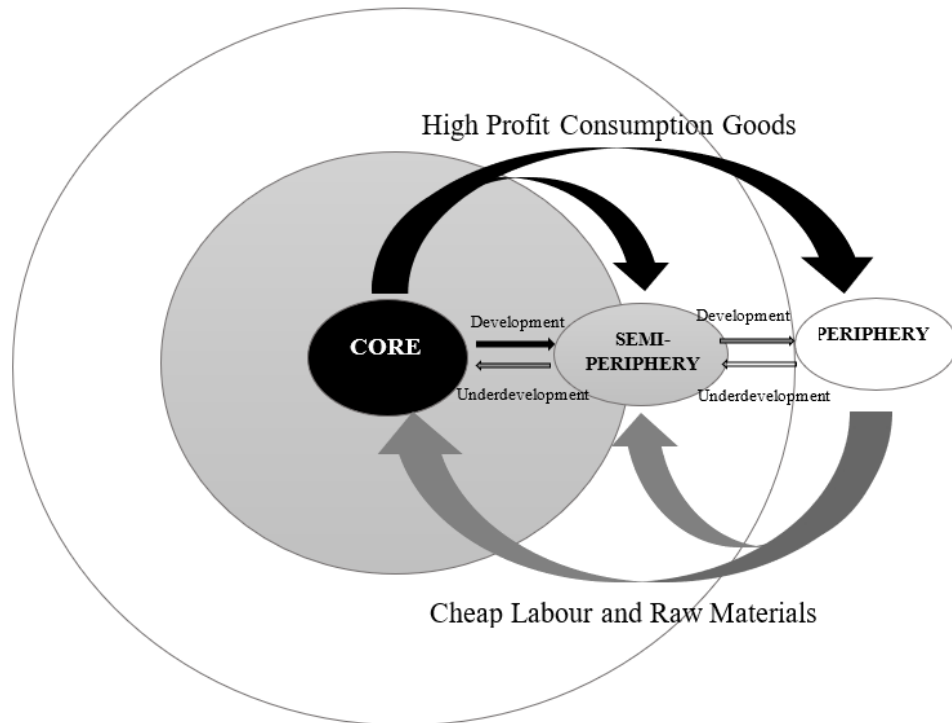 High Profit Consumption Goods
Development
Development
CORE
SEMI-
PERIPHERY
PERIPHERY
Underdevelopment
Underdevelopment
Cheap Labour and Raw Materials